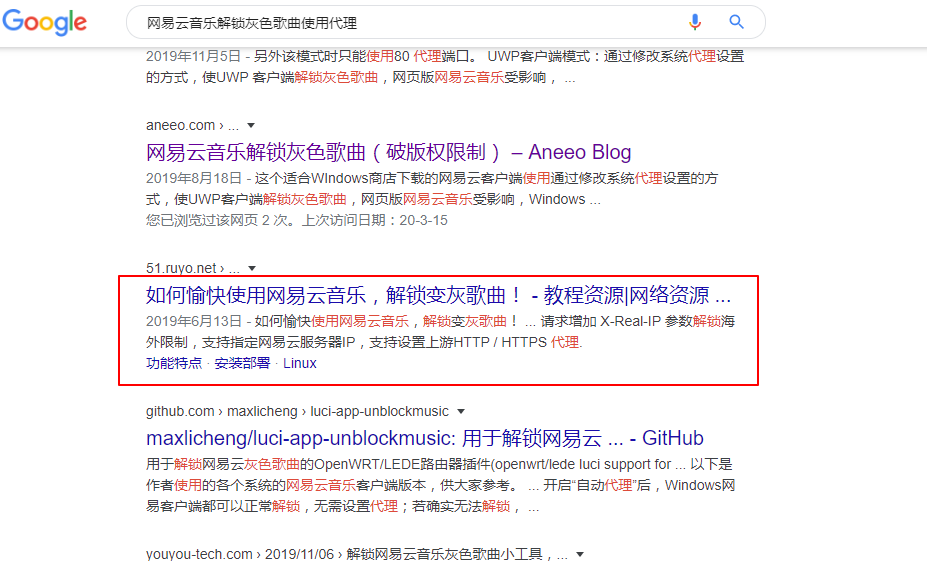 Google
网易云音乐解锁灰色歌曲使用代理
2019年11月5日 - 另外该模式时只能使用80 代理端口。 UWP客户端模式：通过修改系统代理设置
的方式，使UWP 客户端解锁灰色歌曲，网页版网易云音乐受影响， ...
aneeo.com › ...
网易云音乐解锁灰色歌曲（破版权限制） – Aneeo Blog
2019年8月18日 - 这个适合WIndows商店下载的网易云客户端使用通过修改系统代理设置的方
式，使UWP客户端解锁灰色歌曲，网页版网易云音乐受影响，Windows ...
您已浏览过该网页 2 次。上次访问日期：20-3-15
51.ruyo.net › ...
如何愉快使用网易云音乐，解锁变灰歌曲！ - 教程资源|网络资源 ...
2019年6月13日 - 如何愉快使用网易云音乐，解锁变灰歌曲！ ... 请求增加 X-Real-IP 参数解锁海
外限制，支持指定网易云服务器IP，支持设置上游HTTP / HTTPS 代理.
功能特点 · 安装部署 · Linux
github.com › maxlicheng › luci-app-unblockmusic
maxlicheng/luci-app-unblockmusic: 用于解锁网易云 ... - GitHub
用于解锁网易云灰色歌曲的OpenWRT/LEDE路由器插件(openwrt/lede luci support for ... 以下是
作者使用的各个系统的网易云音乐客户端版本，供大家参考。 ... 开启“自动代理”后，Windows网
易客户端都可以正常解锁，无需设置代理；若确实无法解锁， ...
youyou-tech.com › 2019/11/06 › 解锁网易云音乐灰色歌曲小工具，...